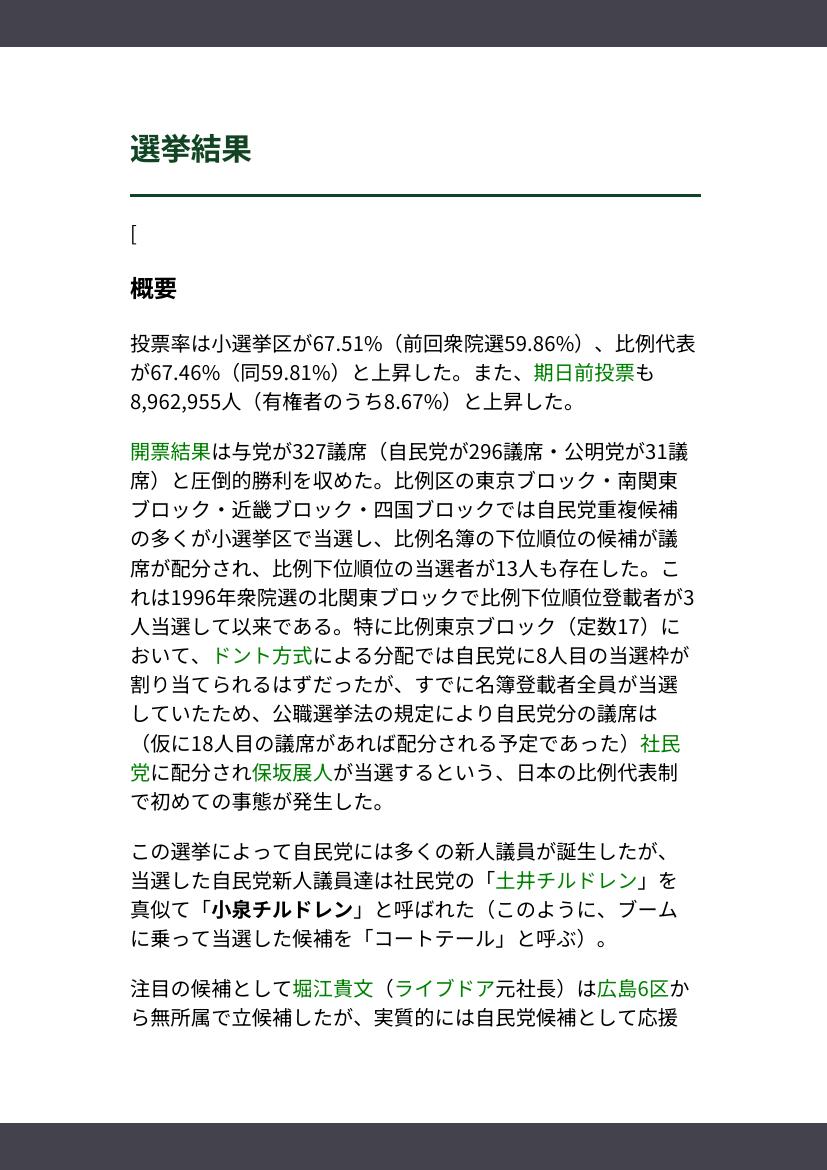 選挙結果
[
概要
投票率は小選挙区が67.51%（前回衆院選59.86%）、比例代表
が67.46%（同59.81%）と上昇した。また、期日前投票も
8,962,955人（有権者のうち8.67%）と上昇した。
開票結果は与党が327議席（自民党が296議席・公明党が31議
席）と圧倒的勝利を収めた。比例区の東京ブロック・南関東
ブロック・近畿ブロック・四国ブロックでは自民党重複候補
の多くが小選挙区で当選し、比例名簿の下位順位の候補が議
席が配分され、比例下位順位の当選者が13人も存在した。こ
れは1996年衆院選の北関東ブロックで比例下位順位登載者が3
人当選して以来である。特に比例東京ブロック（定数17）に
おいて、ドント方式による分配では自民党に8人目の当選枠が
割り当てられるはずだったが、すでに名簿登載者全員が当選
していたため、公職選挙法の規定により自民党分の議席は
（仮に18人目の議席があれば配分される予定であった）社民
党に配分され保坂展人が当選するという、日本の比例代表制
で初めての事態が発生した。
この選挙によって自民党には多くの新人議員が誕生したが、
当選した自民党新人議員達は社民党の「土井チルドレン」を
真似て「小泉チルドレン」と呼ばれた（このように、ブーム
に乗って当選した候補を「コートテール」と呼ぶ）。
注目の候補として堀江貴文（ライブドア元社長）は広島6区か
ら無所属で立候補したが、実質的には自民党候補として応援